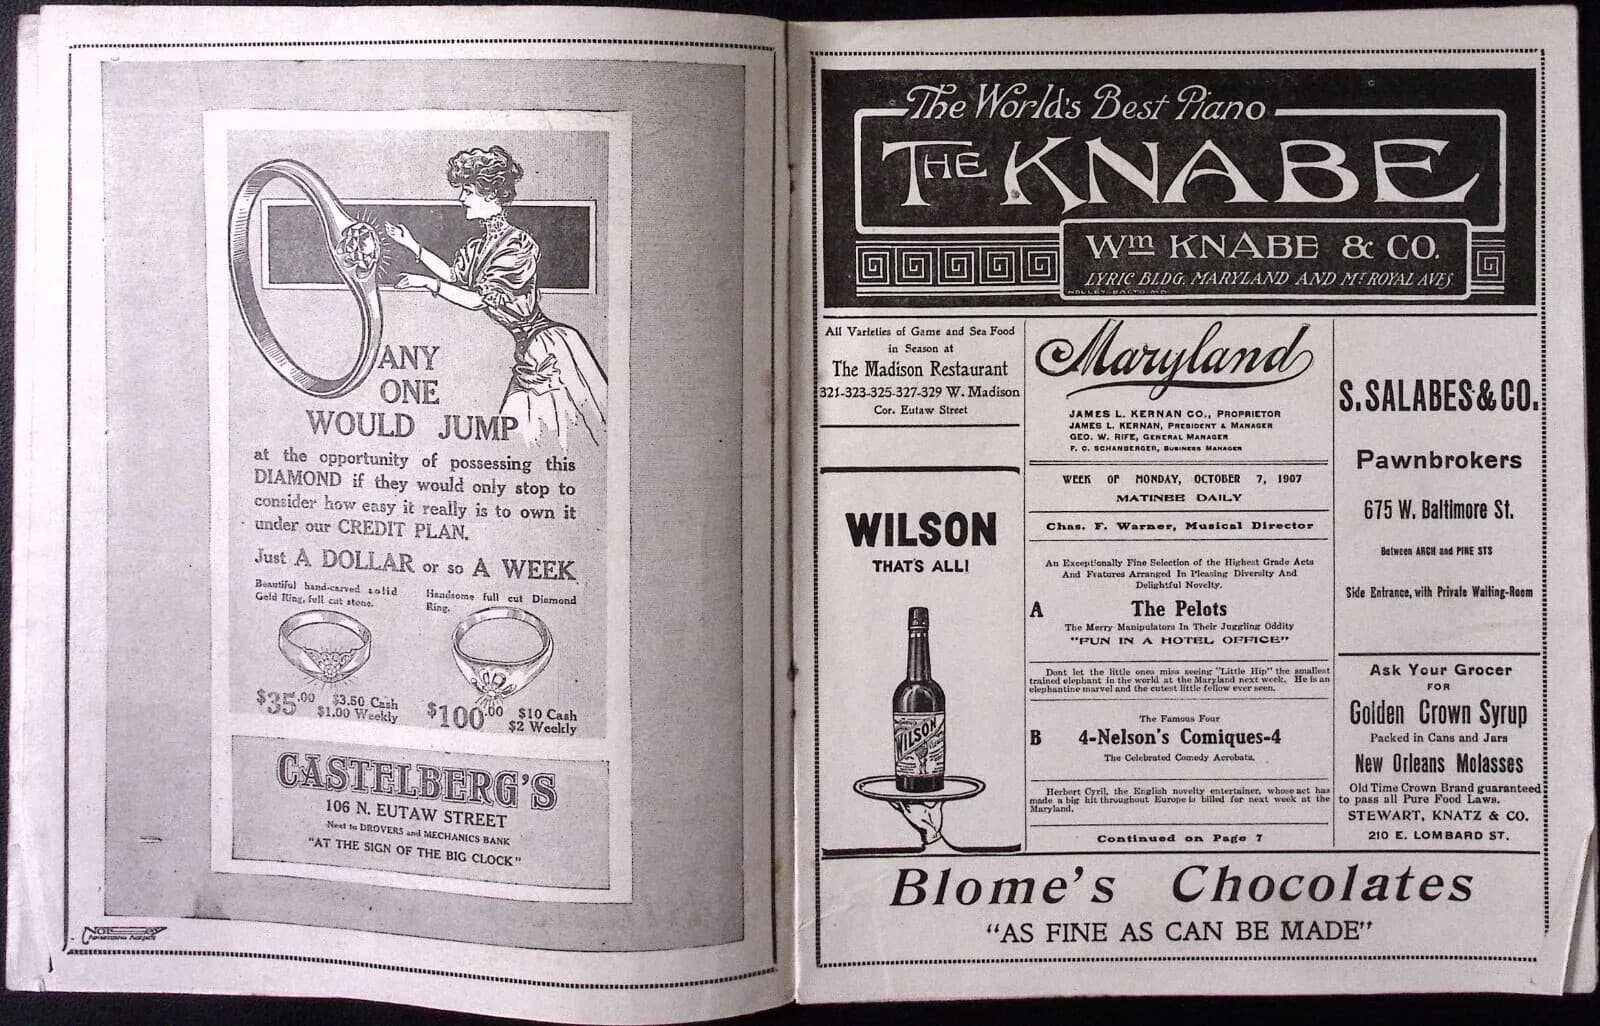 ANY
ONE
WOULD JUMP
at the opportunity of possessing this
DIAMOND if they would only stop to
consider how easy it really is to own it
under our CREDIT PLAN.
Just A DOLLAR or so A WEEK
Beautiful hand-carved solid
Gold Ring, full cut stone.
Handsome full cut Diamond
Ring.
$35.00 $3.50 Cash
$1.00 Weekly
$100.00 $10 Cash
$2 Weekly
CASTELBERG'S
106 N. EUTAW STREET
Next to DROVERS and MECHANICS BANK
"AT THE SIGN OF THE BIG CLOCK"
The World's Best Piano
THE KNABE
Wm KNABE & CO.
LYRIC BLDG. MARYLAND AND MT ROYAL AVES.
All Varieties of Game and Sea Food
in Season at
The Madison Restaurant
321-323-325-327-329 W. Madison
Cor. Eutaw Street
WILSON
THAT'S ALL!
WILSON
Maryland
JAMES L. KERNAN CO., PROPRIETOR
JAMES L. KERNAN, PRESIDENT & MANAGER
GEO. W. RIFE, GENERAL MANAGER
F. C. SCHANBERGER, BUSINESS MANAGER
WEEK OF MONDAY, OCTOBER 7, 1907
MATINEE DAILY
Chas. F. Warner, Musical Director
An Exceptionally Fine Selection of the Highest Grade Acts
And Features Arranged In Pleasing Diversity And
Delightful Novelty.
A The Pelots
The Merry Manipulators In Their Juggling Oddity
"FUN IN A HOTEL OFFICE"
Dont let the little ones miss seeing "Little Hip" the smallest
trained elephant in the world at the Maryland next week. He is an
elephantine marvel and the cutest little fellow ever seen.
The Famous Four
B 4-Nelson's Comiques-4
The Celebrated Comedy Acrobats.
Herbert Cyril, the English novelty entertainer, whose act has
made a big hit throughout Europe is billed for next week at the
Maryland.
Continued on Page 7
S. SALABES & CO.
Pawnbrokers
675 W. Baltimore St.
Between ARCH and PINE STS
Side Entrance, with Private Waiting-Room
Ask Your Grocer
FOR
Golden Crown Syrup
Packed in Cans and Jars
New Orleans Molasses
Old Time Crown Brand guaranteed
to pass all Pure Food Laws.
STEWART, KNATZ & CO.
210 E. LOMBARD ST.
Blome's Chocolates
"AS FINE AS CAN BE MADE"